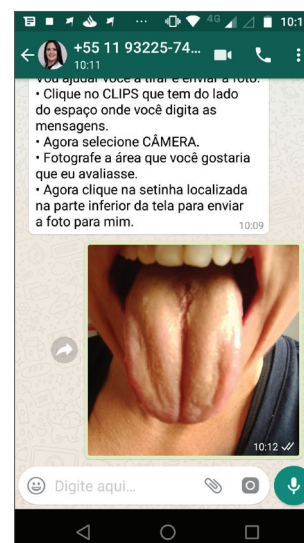 4G 10:1
+55 11 93225-74...
10:11
Vou ajudar você a tirar e enviar a foto.
• Clique no CLIPS que tem do lado
do espaço onde você digita as
mensagens.
• Agora selecione CÂMERA.
• Fotografe a área que você gostaria
que eu avaliasse.
• Agora clique na setinha localizada
na parte inferior da tela para enviar
a foto para mim.
10:09
10:12
Digite aqui...